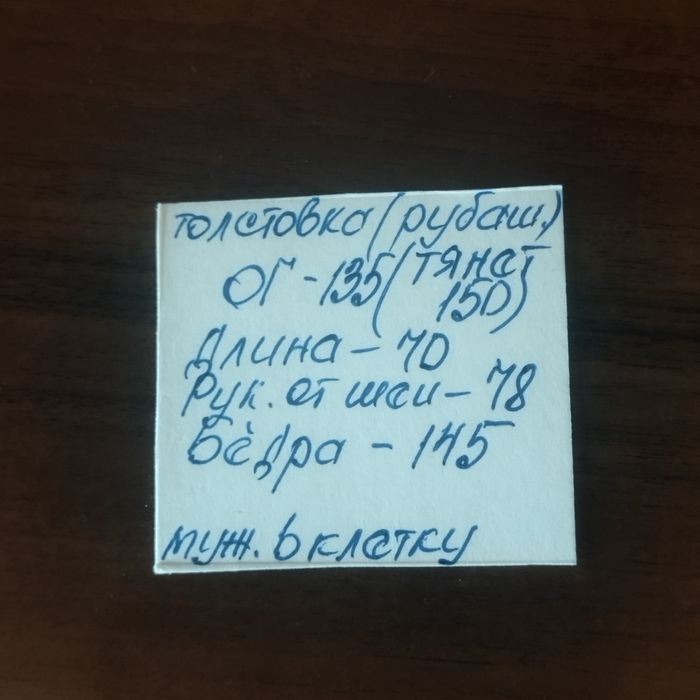 толстовка (рубаш.)
ОГ - 135 (тянет
150)
Длина - 70
Рук. от шеи - 78
Бёдра - 145
муж. в клетку